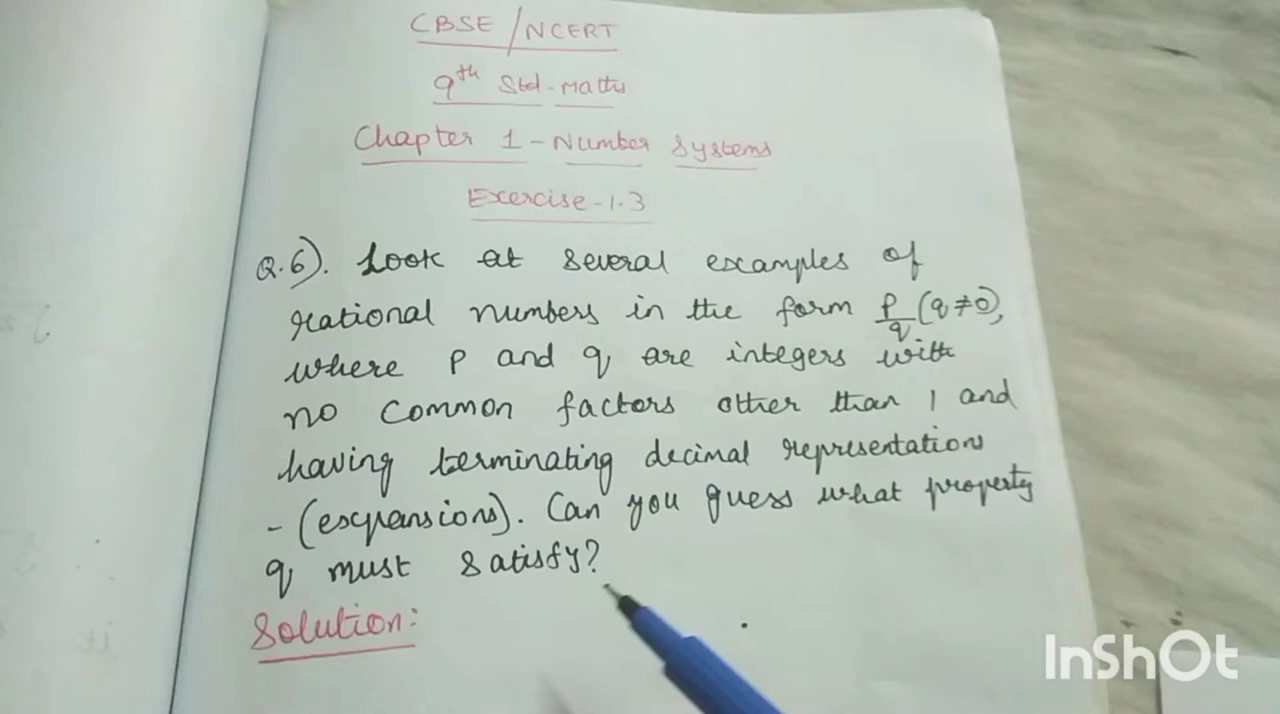 CBSE / NCERT
9th Std - Maths
Chapter 1 - Number Systems
Exercise - 1.3
Q.6). Look at several examples of
rational numbers in the form p/q (q ≠ 0),
where p and q are integers with
no common factors other than 1 and
having terminating decimal representations
- (expansions). Can you guess what property
q must satisfy?
Solution:
InShOt